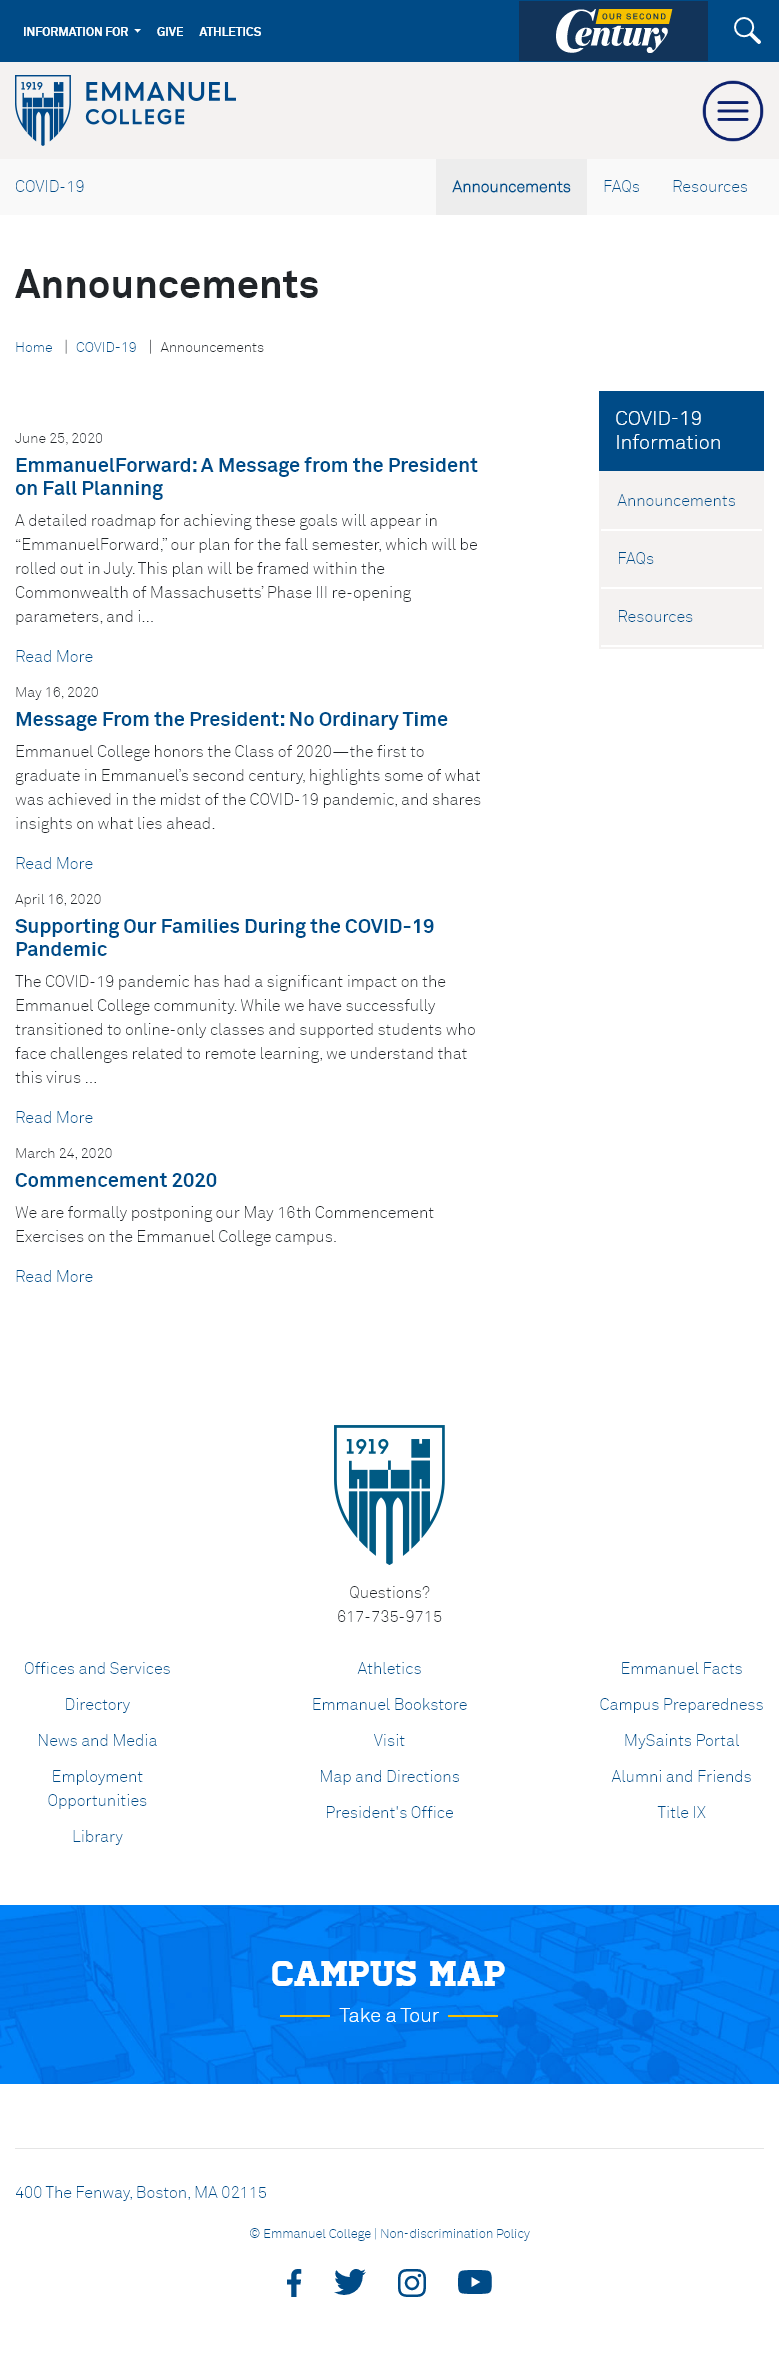 INFORMATION FOR
GIVE
ATHLETICS
OUR SECOND
Century
1919
EMMANUEL
COLLEGE
COVID-19
Announcements
FAQs
Resources
Announcements
Home | COVID-19 | Announcements
June 25, 2020
EmmanuelForward: A Message from the President
on Fall Planning
A detailed roadmap for achieving these goals will appear in
“EmmanuelForward,” our plan for the fall semester, which will be
rolled out in July. This plan will be framed within the
Commonwealth of Massachusetts’ Phase III re-opening
parameters, and i...
Read More
May 16, 2020
Message From the President: No Ordinary Time
Emmanuel College honors the Class of 2020—the first to
graduate in Emmanuel’s second century, highlights some of what
was achieved in the midst of the COVID-19 pandemic, and shares
insights on what lies ahead.
Read More
April 16, 2020
Supporting Our Families During the COVID-19
Pandemic
The COVID-19 pandemic has had a significant impact on the
Emmanuel College community. While we have successfully
transitioned to online-only classes and supported students who
face challenges related to remote learning, we understand that
this virus ...
Read More
March 24, 2020
Commencement 2020
We are formally postponing our May 16th Commencement
Exercises on the Emmanuel College campus.
Read More
COVID-19
Information
Announcements
FAQs
Resources
1919
Questions?
617-735-9715
Offices and Services
Directory
News and Media
Employment
Opportunities
Library
Athletics
Emmanuel Bookstore
Visit
Map and Directions
President's Office
Emmanuel Facts
Campus Preparedness
MySaints Portal
Alumni and Friends
Title IX
CAMPUS MAP
Take a Tour
400 The Fenway, Boston, MA 02115
© Emmanuel College | Non-discrimination Policy